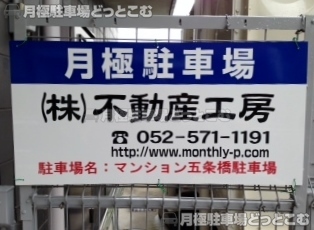 月極駐車場どっとこむ
月極駐車場
(株)不動産工房
☎ 052-571-1191
http://www.monthly-p.com
駐車場名：マンション五条橋駐車場
月極駐車場どっとこむ